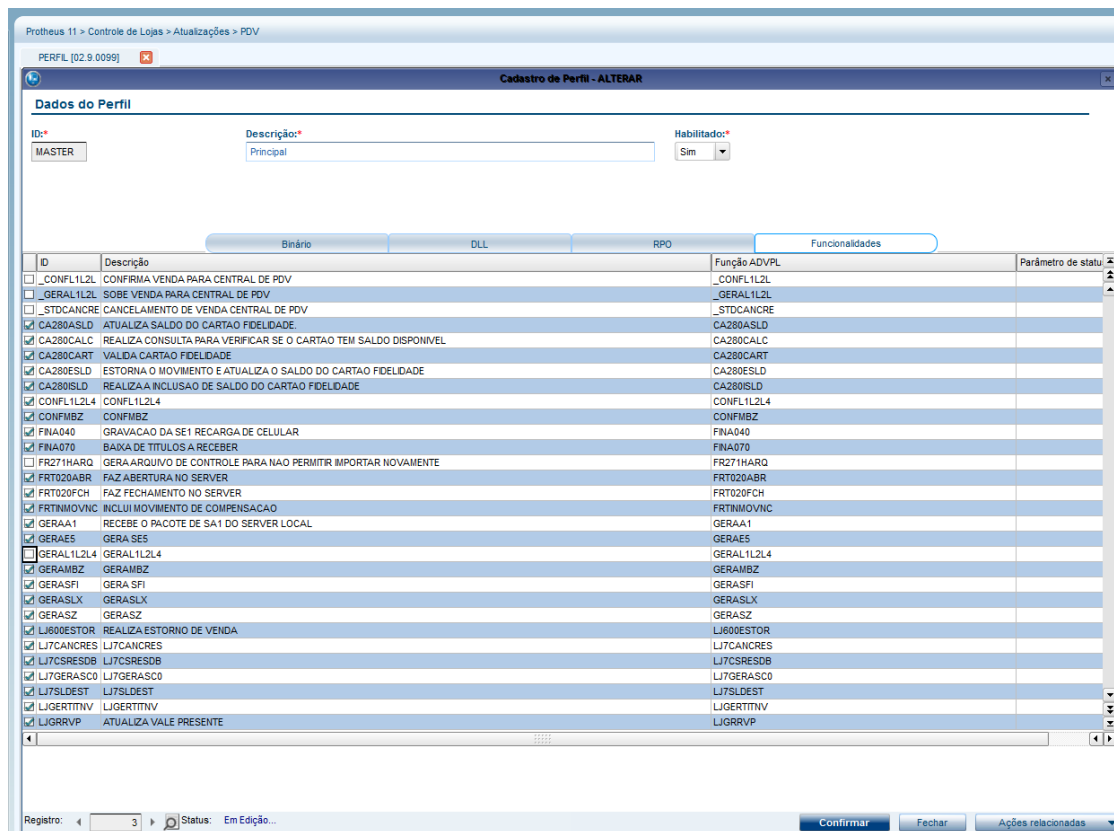 Protheus 11 > Controle de Lojas > Atualizações > PDV
PERFIL [02.9.0099]
Cadastro de Perfil - ALTERAR
Dados do Perfil
ID:* Descrição:* Habilitado:*
MASTER Principal Sim
Binário DLL RPO Funcionalidades
ID Descrição Função ADVPL Parâmetro de statu
_CONFL1L2L CONFIRMA VENDA PARA CENTRAL DE PDV _CONFL1L2L
_GERAL1L2L SOBE VENDA PARA CENTRAL DE PDV _GERAL1L2L
_STDCANCRE CANCELAMENTO DE VENDA CENTRAL DE PDV _STDCANCRE
CA280ASLD ATUALIZA SALDO DO CARTAO FIDELIDADE. CA280ASLD
CA280CALC REALIZA CONSULTA PARA VERIFICAR SE O CARTAO TEM SALDO DISPONIVEL CA280CALC
CA280CART VALIDA CARTAO FIDELIDADE CA280CART
CA280ESLD ESTORNA O MOVIMENTO E ATUALIZA O SALDO DO CARTAO FIDELIDADE CA280ESLD
CA280ISLD REALIZA A INCLUSAO DE SALDO DO CARTAO FIDELIDADE CA280ISLD
CONFL1L2L4 CONFL1L2L4 CONFL1L2L4
CONFMBZ CONFMBZ CONFMBZ
FINA040 GRAVACAO DA SE1 RECARGA DE CELULAR FINA040
FINA070 BAIXA DE TITULOS A RECEBER FINA070
FR271HARQ GERA ARQUIVO DE CONTROLE PARA NAO PERMITIR IMPORTAR NOVAMENTE FR271HARQ
FRT020ABR FAZ ABERTURA NO SERVER FRT020ABR
FRT020FCH FAZ FECHAMENTO NO SERVER FRT020FCH
FRTINMOVNC INCLUI MOVIMENTO DE COMPENSACAO FRTINMOVNC
GERAA1 RECEBE O PACOTE DE SA1 DO SERVER LOCAL GERAA1
GERAE5 GERA SE5 GERAE5
GERAL1L2L4 GERAL1L2L4 GERAL1L2L4
GERAMBZ GERAMBZ GERAMBZ
GERASFI GERA SFI GERASFI
GERASLX GERASLX GERASLX
GERASZ GERASZ GERASZ
LJ600ESTOR REALIZA ESTORNO DE VENDA LJ600ESTOR
LJ7CANCRES LJ7CANCRES LJ7CANCRES
LJ7CSRESDB LJ7CSRESDB LJ7CSRESDB
LJ7GERASC0 LJ7GERASC0 LJ7GERASC0
LJ7SLDEST LJ7SLDEST LJ7SLDEST
LJGERTITNV LJGERTITNV LJGERTITNV
LJGRRVP ATUALIZA VALE PRESENTE LJGRRVP
Registro: 3 Status: Em Edição... Confirmar Fechar Ações relacionadas